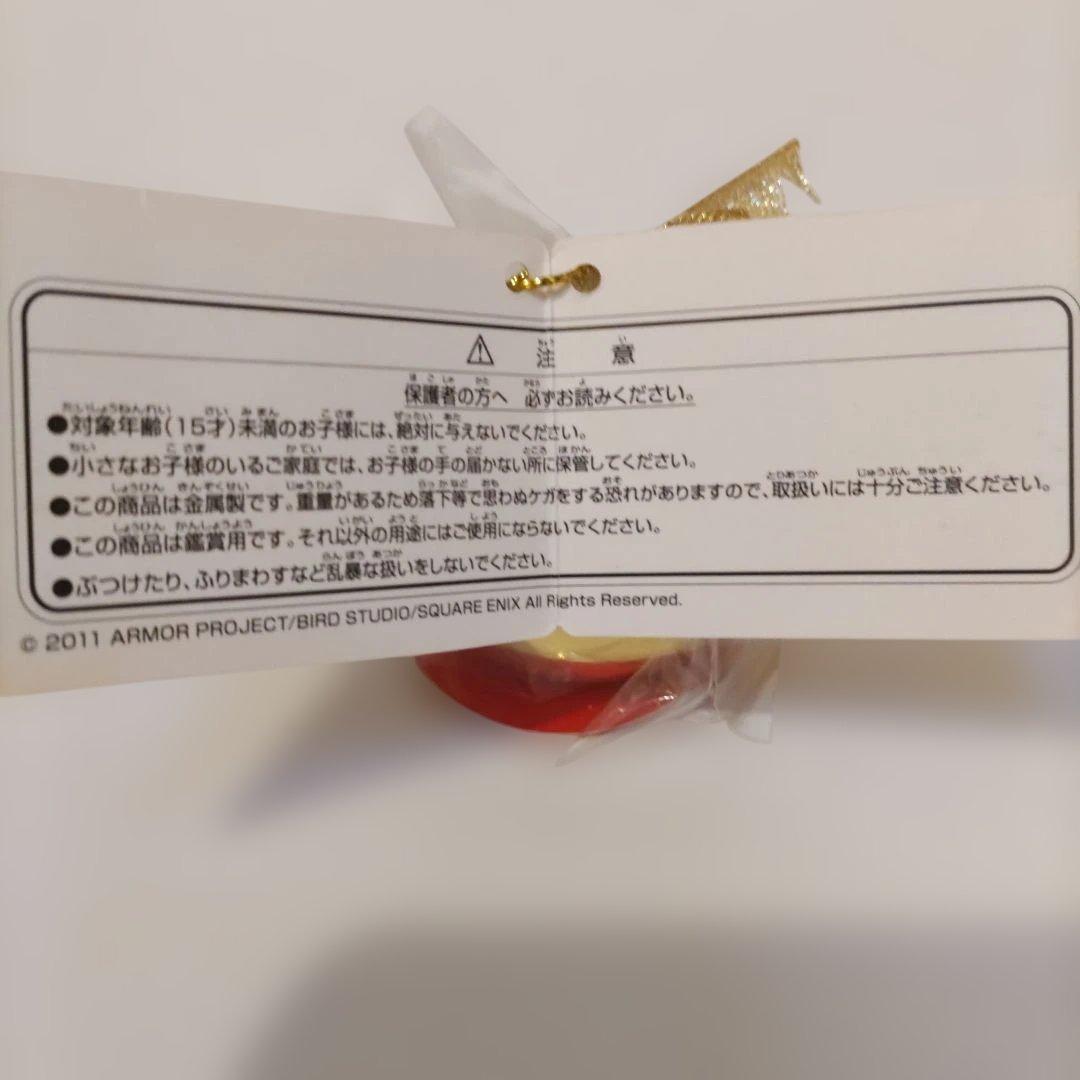 ⚠ 注意
保護者の方へ 必ずお読みください。
●対象年齢(15才)未満のお子様には、絶対に与えないでください。
●小さなお子様のいるご家庭では、お子様の手の届かない所に保管してください。
●この商品は金属製です。重量があるため落下等で思わぬケガをする恐れがありますので、取扱いには十分ご注意ください。
●この商品は鑑賞用です。それ以外の用途にはご使用にならないでください。
●ぶつけたり、ふりまわすなど乱暴な扱いをしないでください。
© 2011 ARMOR PROJECT/BIRD STUDIO/SQUARE ENIX All Rights Reserved.